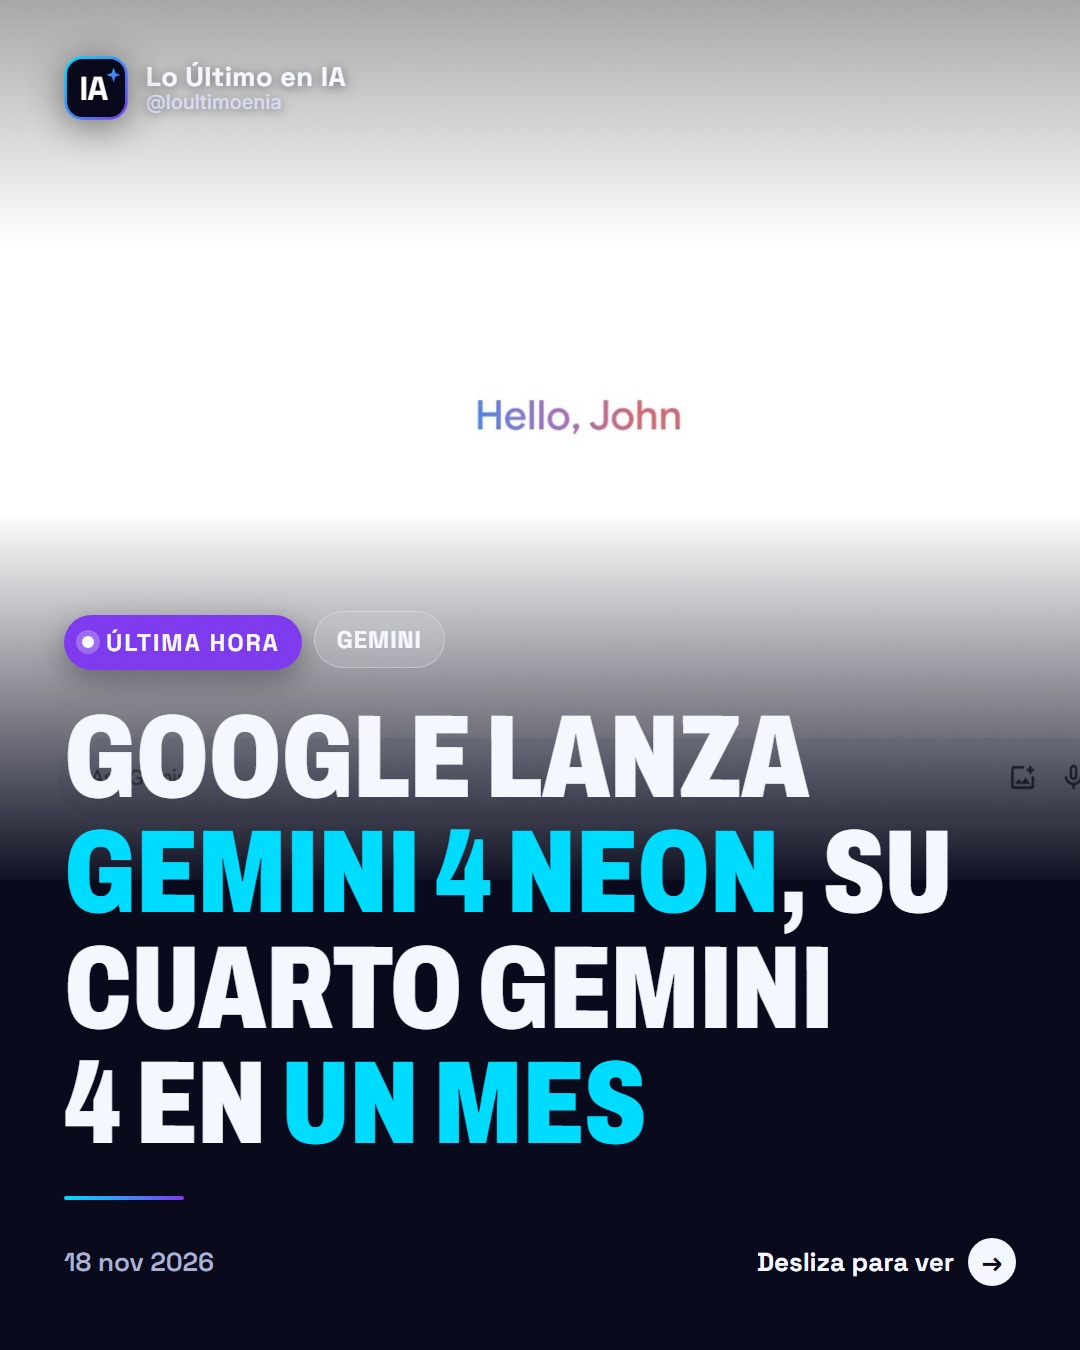 IA
Lo Último en IA
@loultimoenia
Hello, John
ÚLTIMA HORA
GEMINI
GOOGLE LANZA
GEMINI 4 NEON, SU
CUARTO GEMINI
4 EN UN MES
18 nov 2026
Desliza para ver